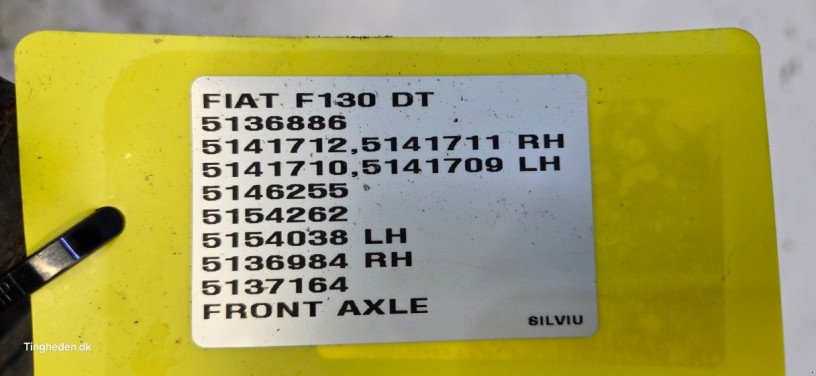 FIAT F130 DT
5136886
5141712,5141711 RH
5141710,5141709 LH
5146255
5154262
5154038 LH
5136984 RH
5137164
FRONT AXLE
SILVIU
Tingheden.dk